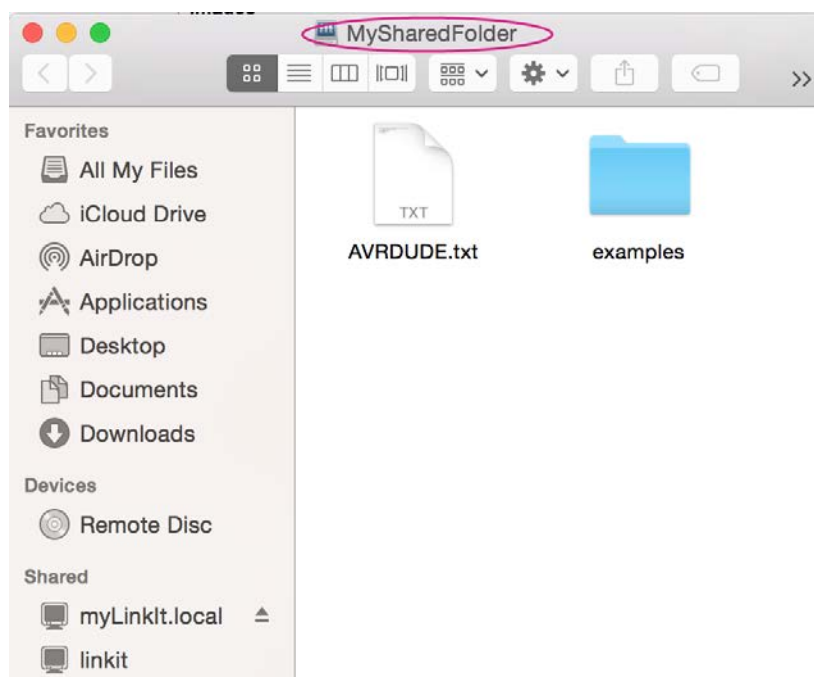 MySharedFolder
Favorites
All My Files
iCloud Drive
AirDrop
Applications
Desktop
Documents
Downloads
Devices
Remote Disc
Shared
myLinkIt.local
linkit
TXT
AVRDUDE.txt
examples